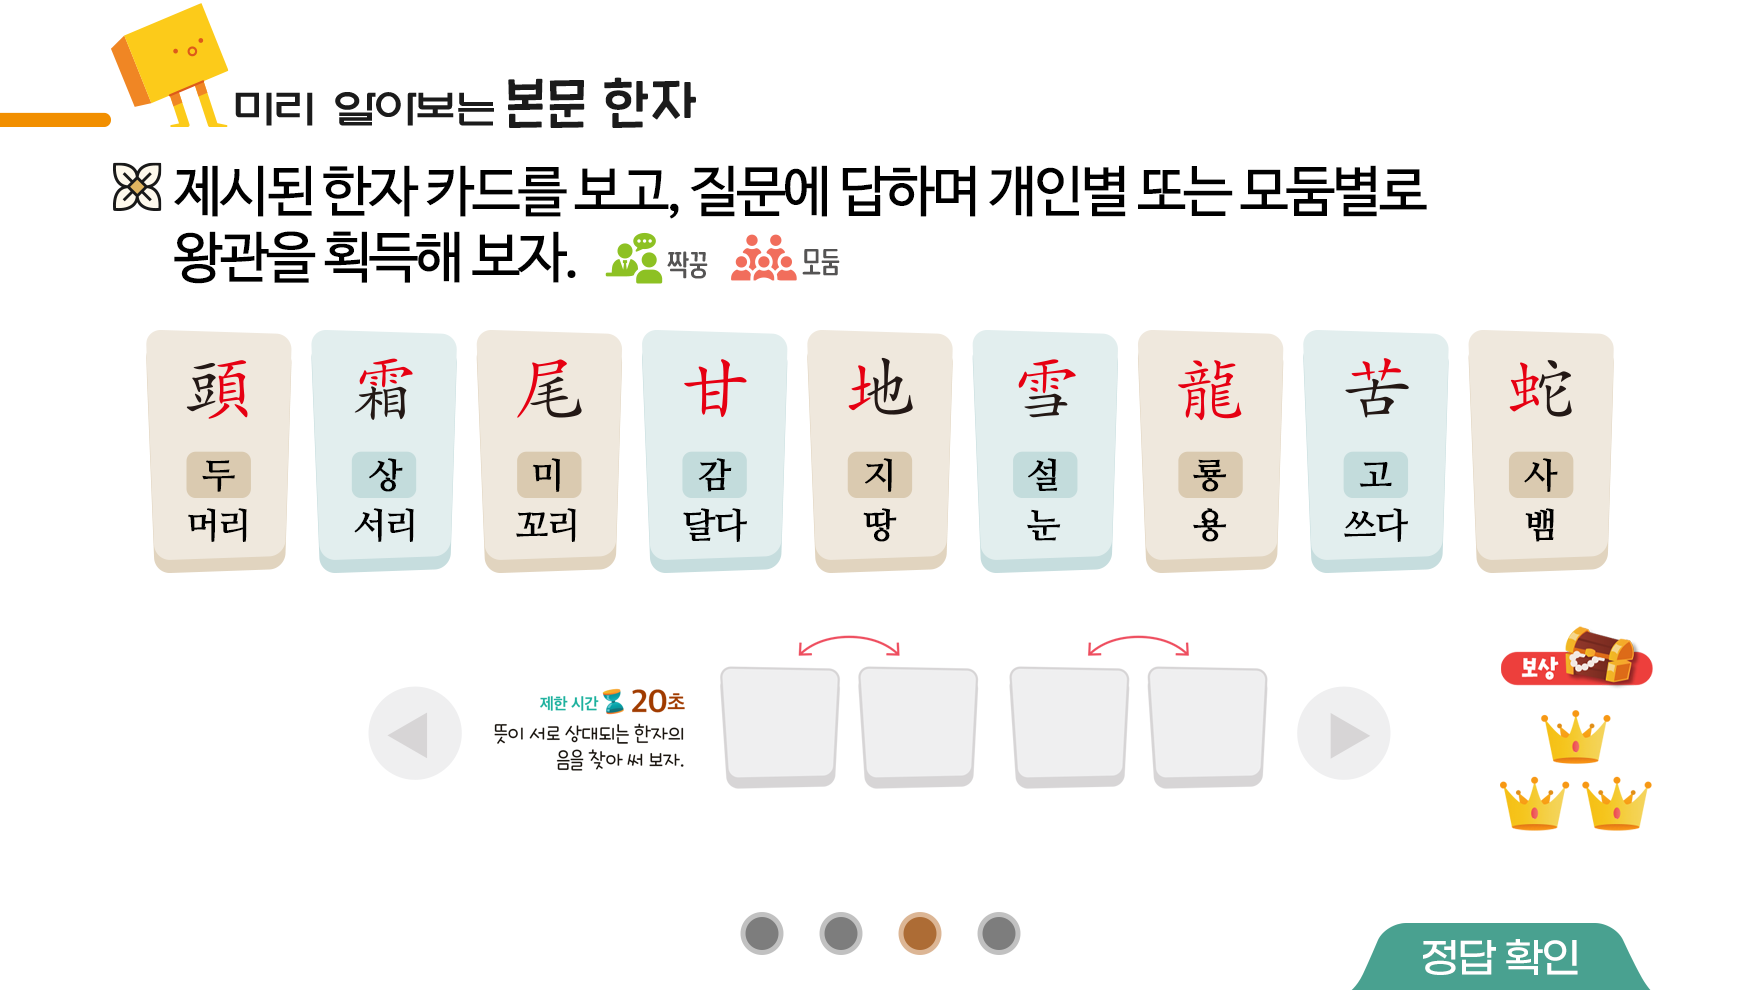 미리 알아보는 본문 한자
제시된 한자 카드를 보고, 질문에 답하며 개인별 또는 모둠별로
왕관을 획득해 보자. 짝꿍 모둠
頭 霜 尾 甘 地 雪 龍 苦 蛇
두 상 미 감 지 설 룡 고 사
머리 서리 꼬리 달다 땅 눈 용 쓰다 뱀
제한 시간 20초
뜻이 서로 상대되는 한자의
음을 찾아 써 보자.
보상
정답 확인